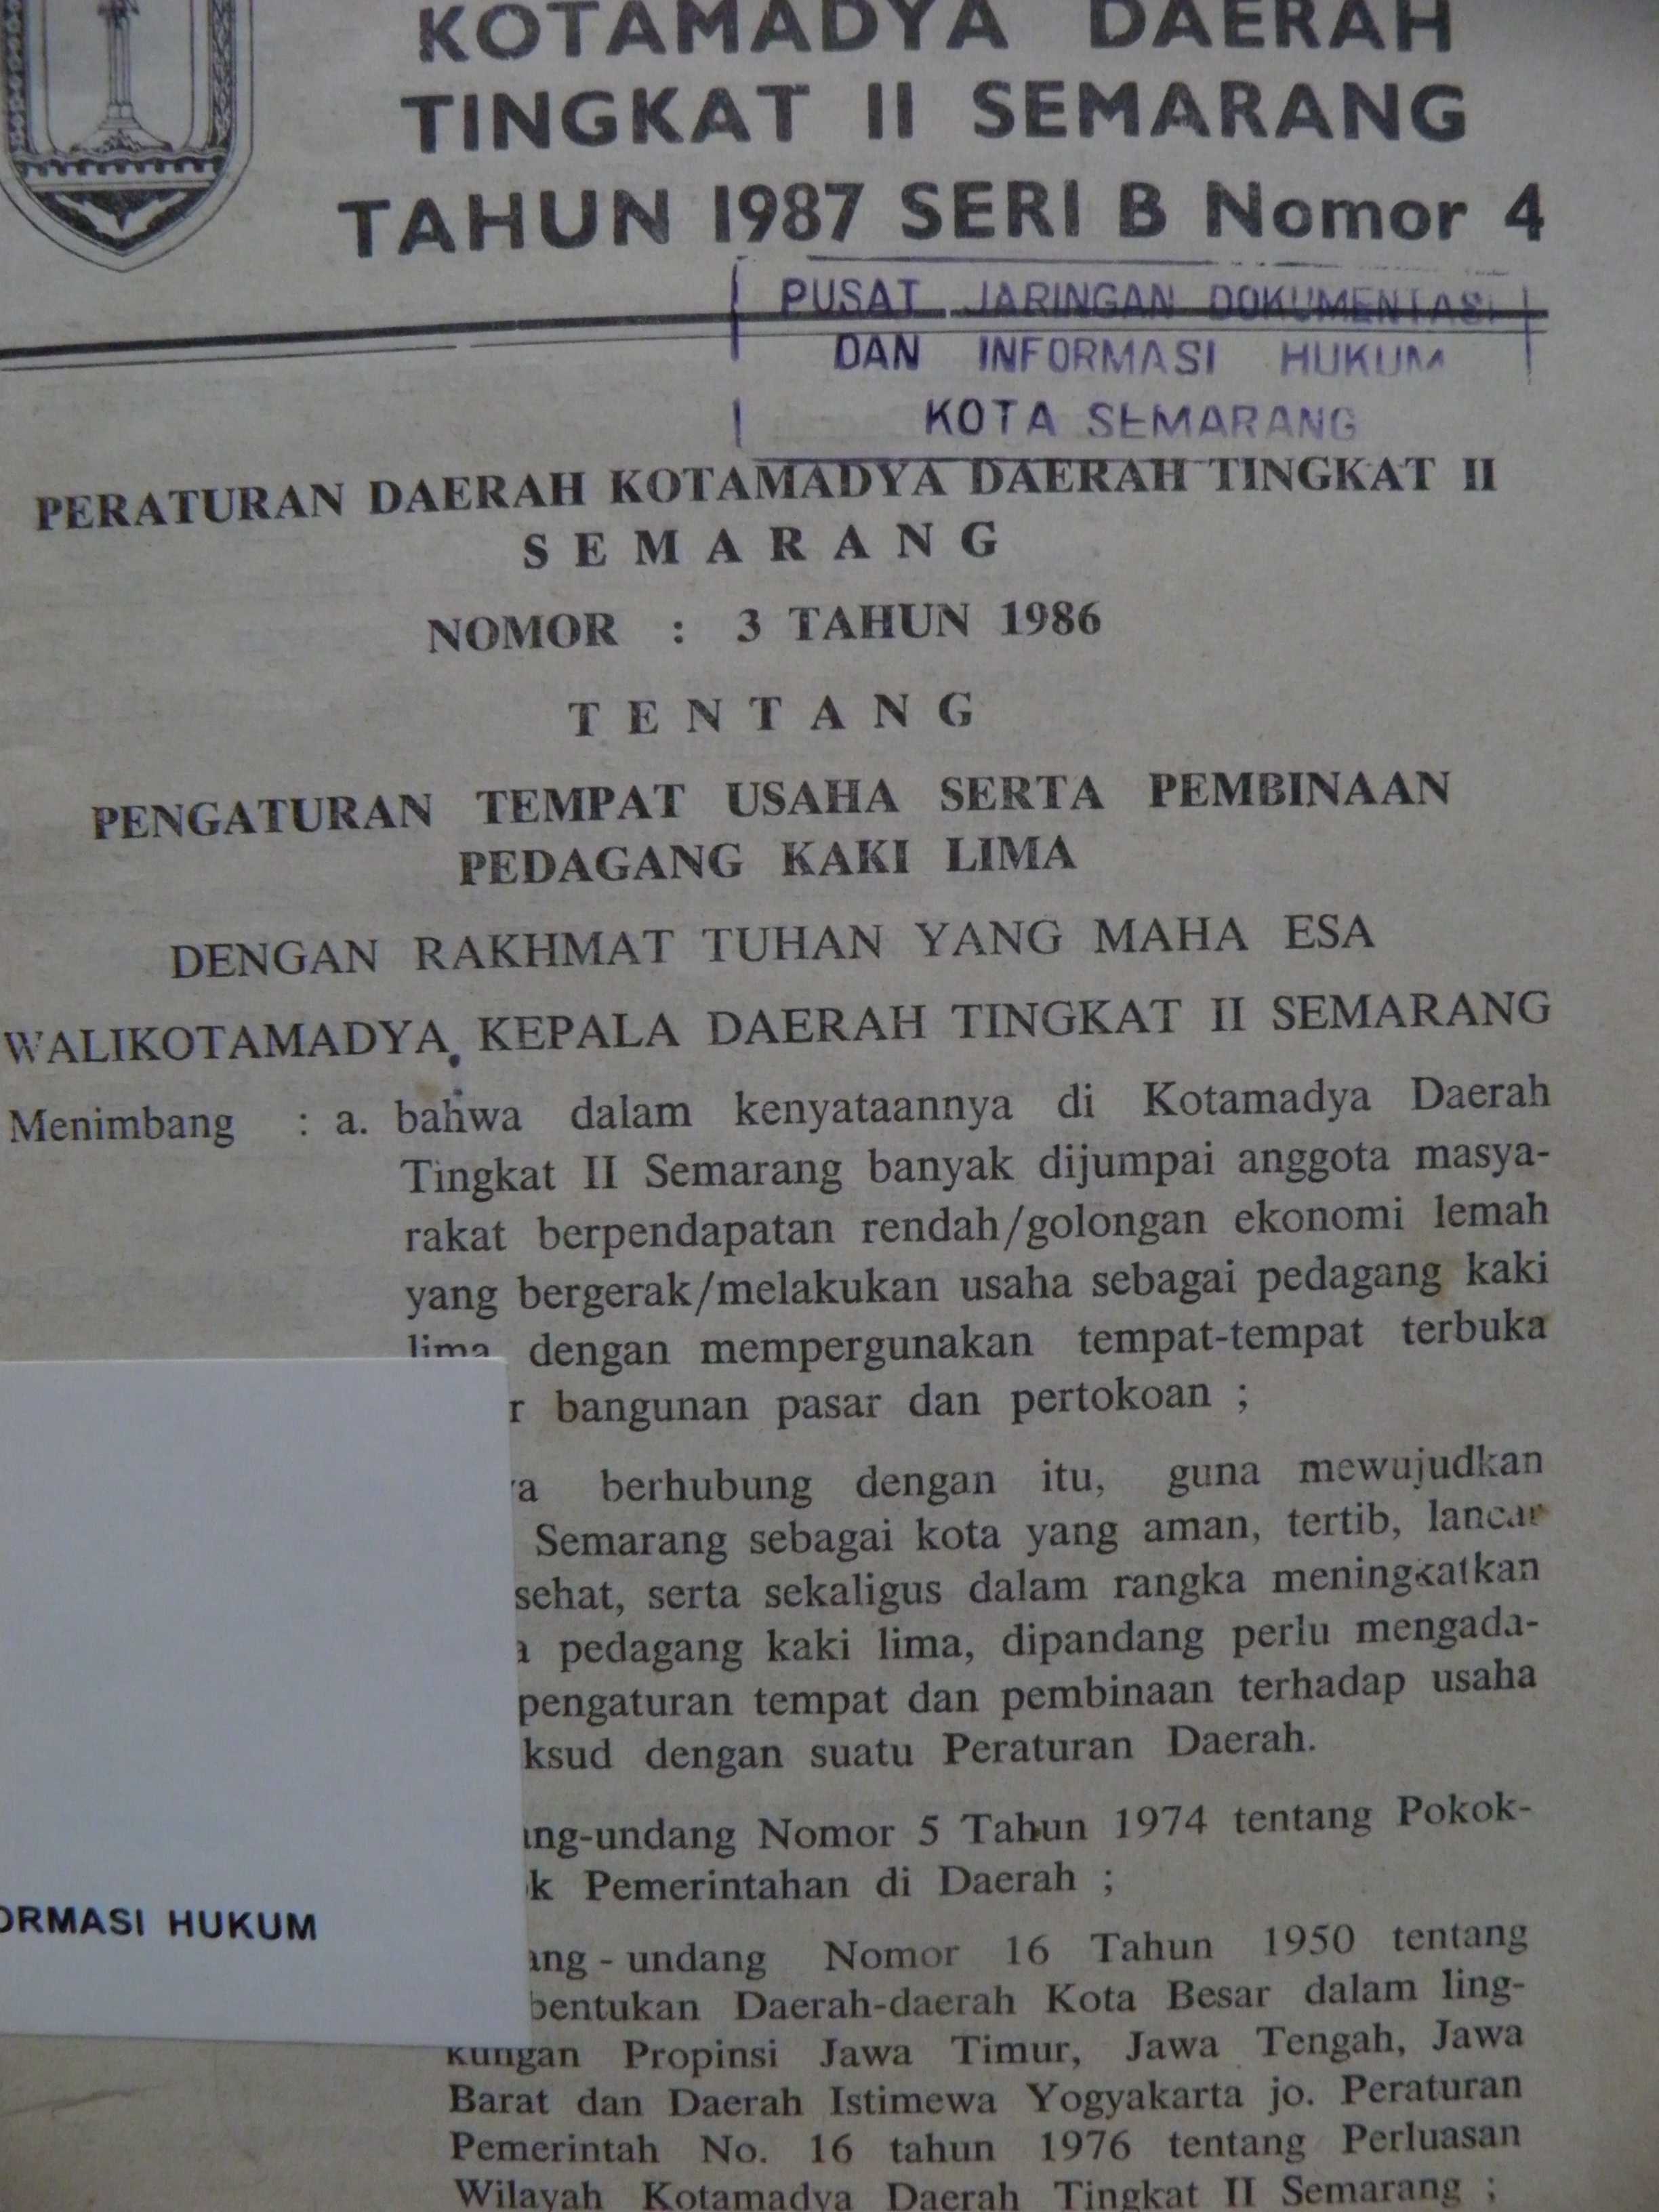 KOTAMADYA DAERAH
TINGKAT II SEMARANG
TAHUN 1987 SERI B Nomor 4
PUSAT JARINGAN DOKUMENTASI
DAN INFORMASI HUKUM
KOTA SEMARANG
PERATURAN DAERAH KOTAMADYA DAERAH TINGKAT II
SEMARANG
NOMOR : 3 TAHUN 1986
TENTANG
PENGATURAN TEMPAT USAHA SERTA PEMBINAAN
PEDAGANG KAKI LIMA
DENGAN RAKHMAT TUHAN YANG MAHA ESA
WALIKOTAMADYA KEPALA DAERAH TINGKAT II SEMARANG
Menimbang : a. bahwa dalam kenyataannya di Kotamadya Daerah
Tingkat II Semarang banyak dijumpai anggota masya-
rakat berpendapatan rendah/golongan ekonomi lemah
yang bergerak/melakukan usaha sebagai pedagang kaki
lima dengan mempergunakan tempat-tempat terbuka
r bangunan pasar dan pertokoan ;
a berhubung dengan itu, guna mewujudkan
Semarang sebagai kota yang aman, tertib, lancar
sehat, serta sekaligus dalam rangka meningkatkan
a pedagang kaki lima, dipandang perlu mengada-
pengaturan tempat dan pembinaan terhadap usaha
ksud dengan suatu Peraturan Daerah.
ang-undang Nomor 5 Tahun 1974 tentang Pokok-
k Pemerintahan di Daerah ;
ORMASI HUKUM
ang - undang Nomor 16 Tahun 1950 tentang
bentukan Daerah-daerah Kota Besar dalam ling-
kungan Propinsi Jawa Timur, Jawa Tengah, Jawa
Barat dan Daerah Istimewa Yogyakarta jo. Peraturan
Pemerintah No. 16 tahun 1976 tentang Perluasan
Wilayah Kotamadya Daerah Tingkat II Semarang ;